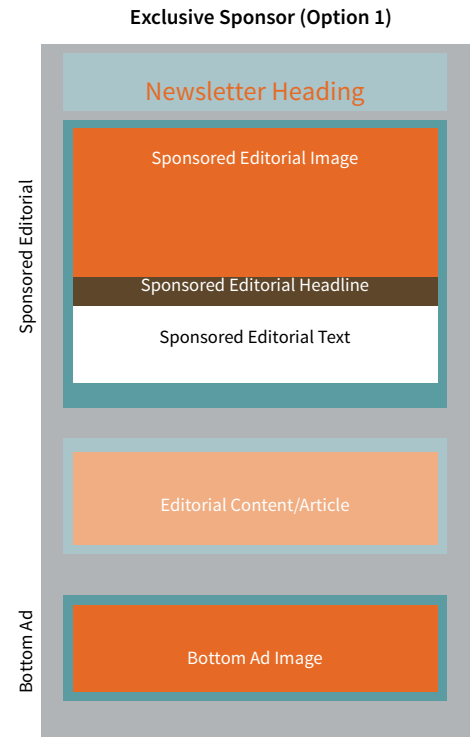 Exclusive Sponsor (Option 1)
Newsletter Heading
Sponsored Editorial
Sponsored Editorial Image
Sponsored Editorial Headline
Sponsored Editorial Text
Editorial Content/Article
Bottom Ad
Bottom Ad Image